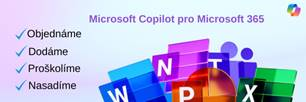 Microsoft Copilot pro Microsoft 365
Objednáme
Dodáme
Proškolíme
Nasadíme
W
N
T
X
W
P
X